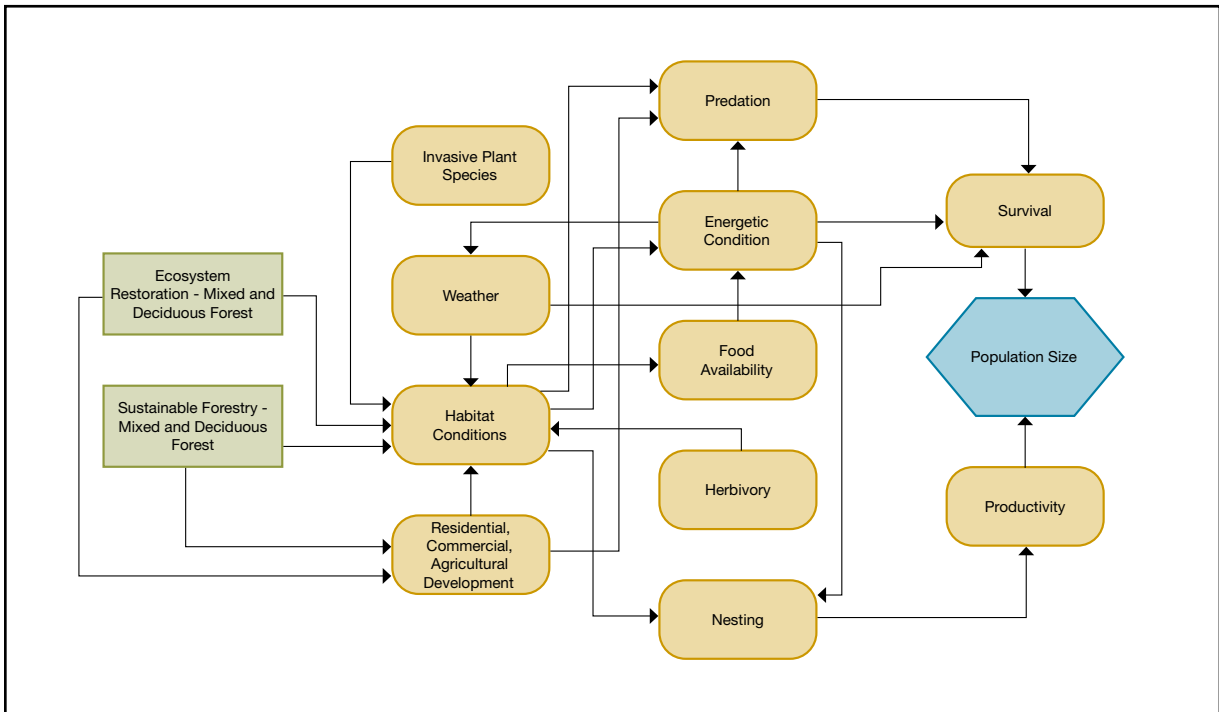 Predation
Invasive Plant
Species
Energetic
Condition
Survival
Ecosystem
Restoration - Mixed and
Deciduous Forest
Weather
Food
Availability
Population Size
Sustainable Forestry -
Mixed and Deciduous
Forest
Habitat
Conditions
Herbivory
Productivity
Residential,
Commercial,
Agricultural
Development
Nesting